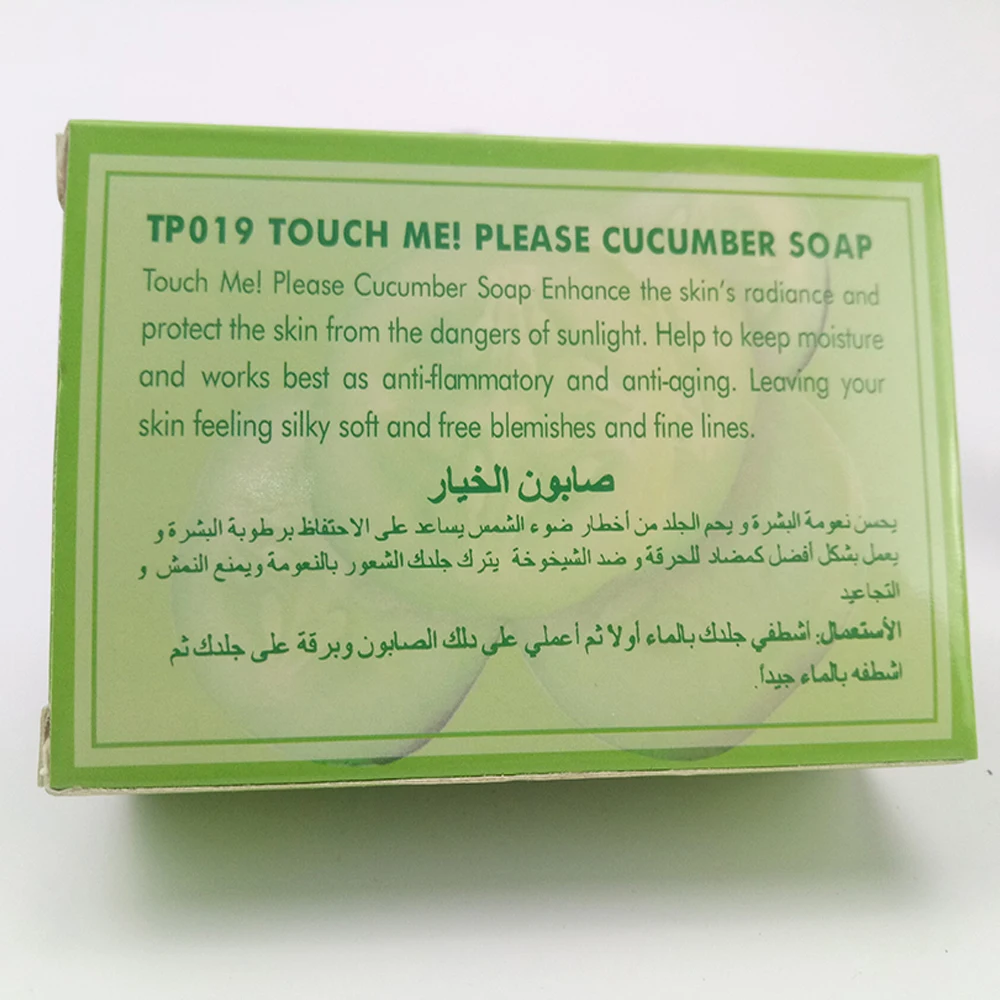 TP019 TOUCH ME! PLEASE CUCUMBER SOAP
Touch Me! Please Cucumber Soap Enhance the skin's radiance and
protect the skin from the dangers of sunlight. Help to keep moisture
and works best as anti-flammatory and anti-aging. Leaving your
skin feeling silky soft and free blemishes and fine lines.
صابون الخيار
يحسن نعومة البشرة و يحم الجلد من أخطار ضوء الشمس يساعد على الاحتفاظ برطوبة البشرة و
يعمل بشكل أفضل كمضاد للحرقة و ضد الشيخوخة يترك جلدك الشعور بالنعومة ويمنع النمش و
التجاعيد
الأستعمال: أشطفي جلدك بالماء أولا ثم أعملي على دلك الصابون وبرقة على جلدك ثم
اشطفه بالماء جيداً.